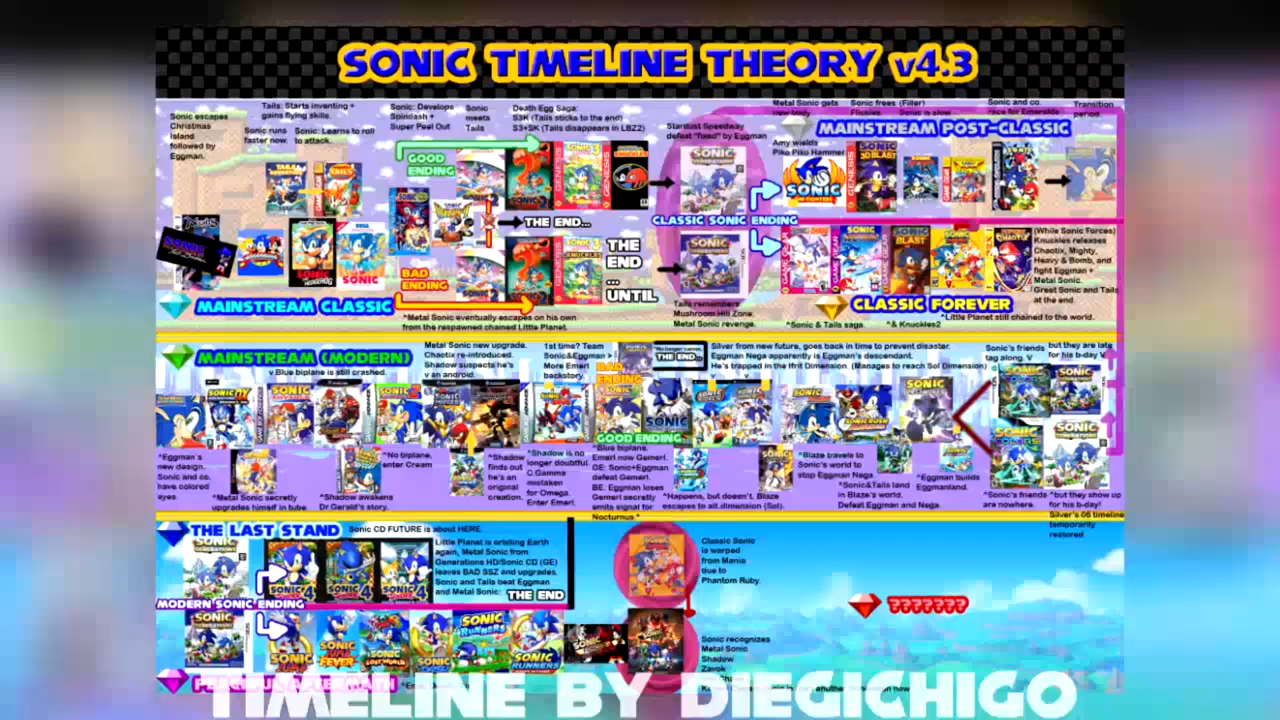 SONIC TIMELINE THEORY v4.3
Sonic escapes
Christmas
Island
followed by
Eggman.
Tails: Starts inventing +
gains flying skills.
Sonic runs
faster now.
Sonic: Learns to roll
to attack.
Sonic: Develops
Spindash +
Super Peel Out
Sonic
meets
Tails
Death Egg Saga:
S3K (Tails sticks to the end)
S3+SK (Tails disappears in LBZ2)
GOOD
ENDING
THE END...
BAD
ENDING
THE
END
...
UNTIL
MAINSTREAM CLASSIC
*Metal Sonic eventually escapes on his own
from the respawned chained Little Planet.
Stardust Speedway
defeat "fixed" by Eggman
CLASSIC SONIC ENDING
Tails remembers
Mushroom Hill Zone.
Metal Sonic revenge.
Metal Sonic gets
new body.
Sonic frees (Filler)
Flickies. Sonic is slow
Sonic and co.
race for Emeralds
Transition
period.
MAINSTREAM POST-CLASSIC
Amy wields
Piko Piko Hammer
(While Sonic Forces)
Knuckles releases
Chaotix, Mighty,
Heavy & Bomb, and
fight Eggman +
Metal Sonic.
Greet Sonic and Tails
at the end.
CLASSIC FOREVER
*Little Planet still chained to the world.
*Sonic & Tails saga.
*& Knuckles2
MAINSTREAM (MODERN)
v Blue biplane is still crashed.
Metal Sonic new upgrade.
Chaotix re-introduced.
Shadow suspects he's
v an android.
1st time? Team
Sonic&Eggman >
More Emerl
backstory.
BAD
ENDING
THE END...
Silver from new future, goes back in time to prevent disaster.
Eggman Nega apparently is Eggman's descendant.
He's trapped in the Ifrit Dimension. (Manages to reach Sol Dimension)
v
Sonic's friends
tag along. V
but they are late
for his b-day V
GOOD ENDING
*Eggman's
new design.
Sonic and co.
have colored
eyes.
*Metal Sonic secretly
upgrades himself in tube.
*Shadow awakens
Dr.Gerald's story.
*No biplane,
enter Cream
*Shadow
finds out
he's an
original
creation.
*Shadow is no
longer doubtful
C.Gamma
mistaken
for Omega.
Enter Emerl.
*Blue biplane.
Emerl now Gemerl.
GE: Sonic+Eggman
defeat Gemerl.
BE: Eggman loses
Gemerl secretly
emits signal for
Nocturnus *
*Happens, but doesn't. Blaze
escapes to alt.dimension (Sol).
*Blaze travels to
Sonic's world to
stop Eggman Nega
*Sonic&Tails land
in Blaze's world.
Defeat Eggman and Nega.
*Eggman builds
Eggmanland.
*Sonic's friends
are nowhere.
*but they show up
for his b-day!
Silver's 06 timeline
temporarily
restored
THE LAST STAND
Sonic CD FUTURE is about HERE.
Little Planet is orbiting Earth
again, Metal Sonic from
Generations HD/Sonic CD (GE)
leaves BAD SSZ and upgrades.
Sonic and Tails beat Eggman
and Metal Sonic:
THE END
MODERN SONIC ENDING
Classic Sonic
is warped
from Mania
due to
Phantom Ruby.
???????
Sonic recognizes
Metal Sonic
Shadow
Zavok
TIMELINE BY DIEGICHIGO